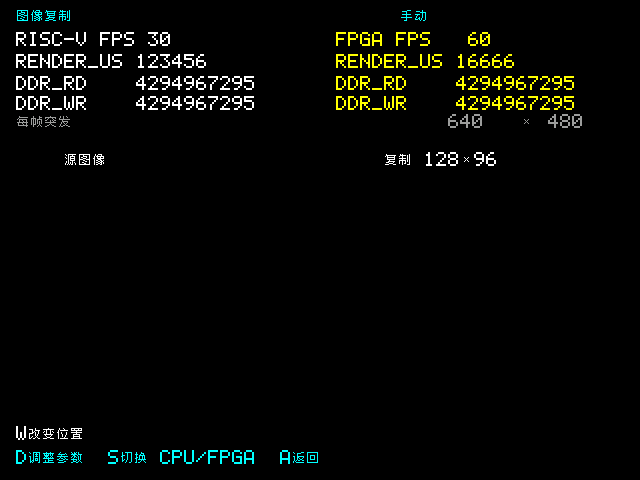 图像复制 手动
RISC-V FPS 30 FPGA FPS 60
RENDER_US 123456 RENDER_US 16666
DDR_RD 4294967295 DDR_RD 4294967295
DDR_WR 4294967295 DDR_WR 4294967295
每帧突发 640 × 480
源图像 复制 128×96
W改变位置
D调整参数 S切换 CPU/FPGA A返回